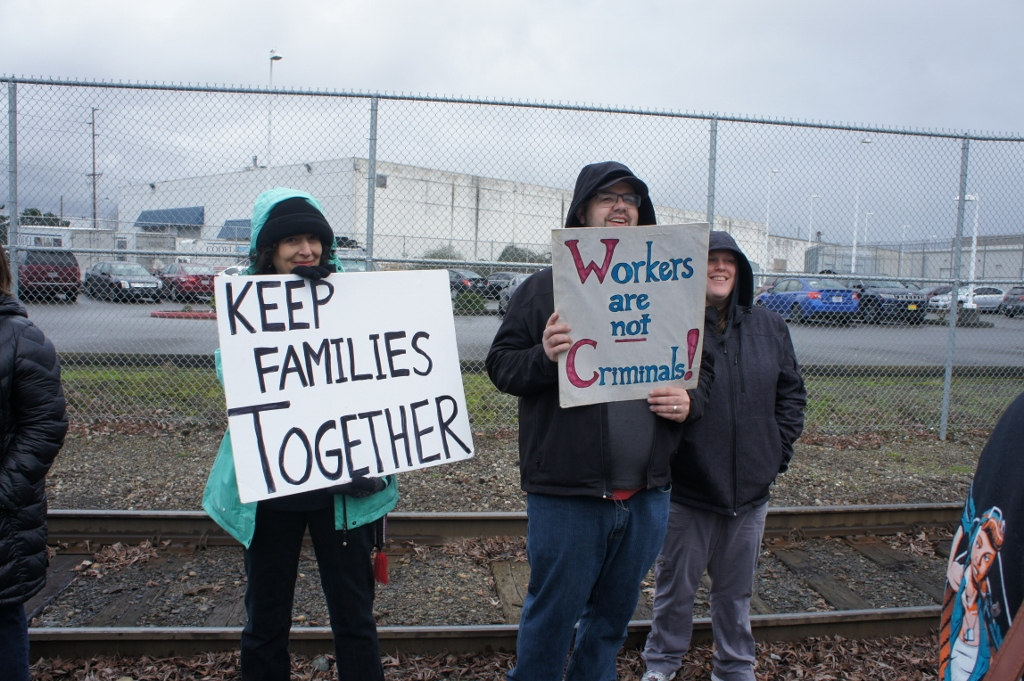 KEEP
FAMILIES
TOGETHER
Workers
are
not
Criminals!